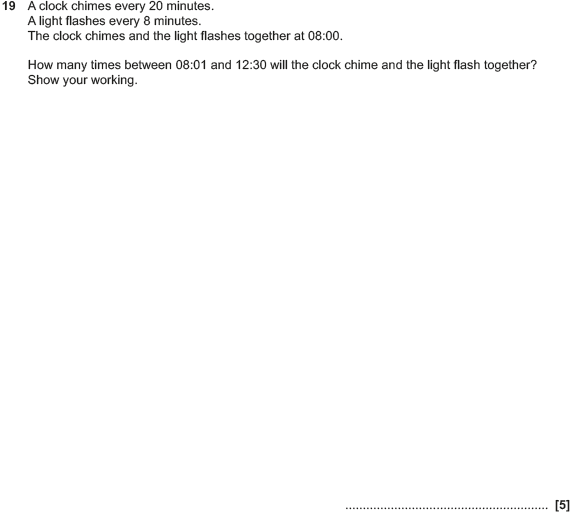 19 A clock chimes every 20 minutes.
A light flashes every 8 minutes.
The clock chimes and the light flashes together at 08:00.
How many times between 08:01 and 12:30 will the clock chime and the light flash together?
Show your working.
.......................................................... [5]